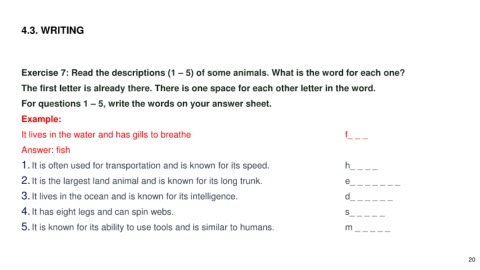 4.3. WRITING
Exercise 7: Read the descriptions (1 – 5) of some animals. What is the word for each one?
The first letter is already there. There is one space for each other letter in the word.
For questions 1 – 5, write the words on your answer sheet.
Example:
It lives in the water and has gills to breathe f_ _ _
Answer: fish
1. It is often used for transportation and is known for its speed. h_ _ _ _
2. It is the largest land animal and is known for its long trunk. e_ _ _ _ _ _ _
3. It lives in the ocean and is known for its intelligence. d_ _ _ _ _ _
4. It has eight legs and can spin webs. s_ _ _ _ _
5. It is known for its ability to use tools and is similar to humans. m _ _ _ _ _
20